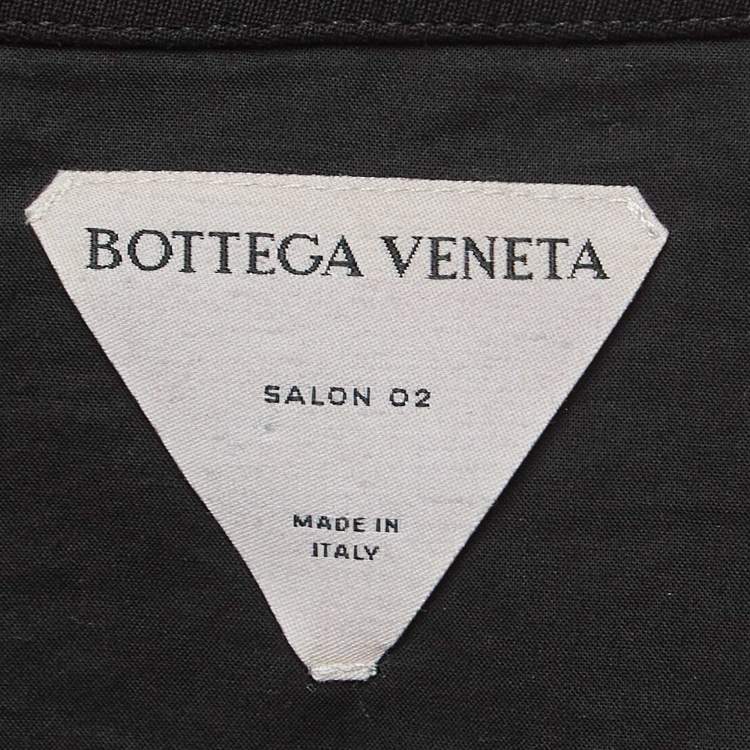 BOTTEGA VENETA
SALON 02
MADE IN
ITALY